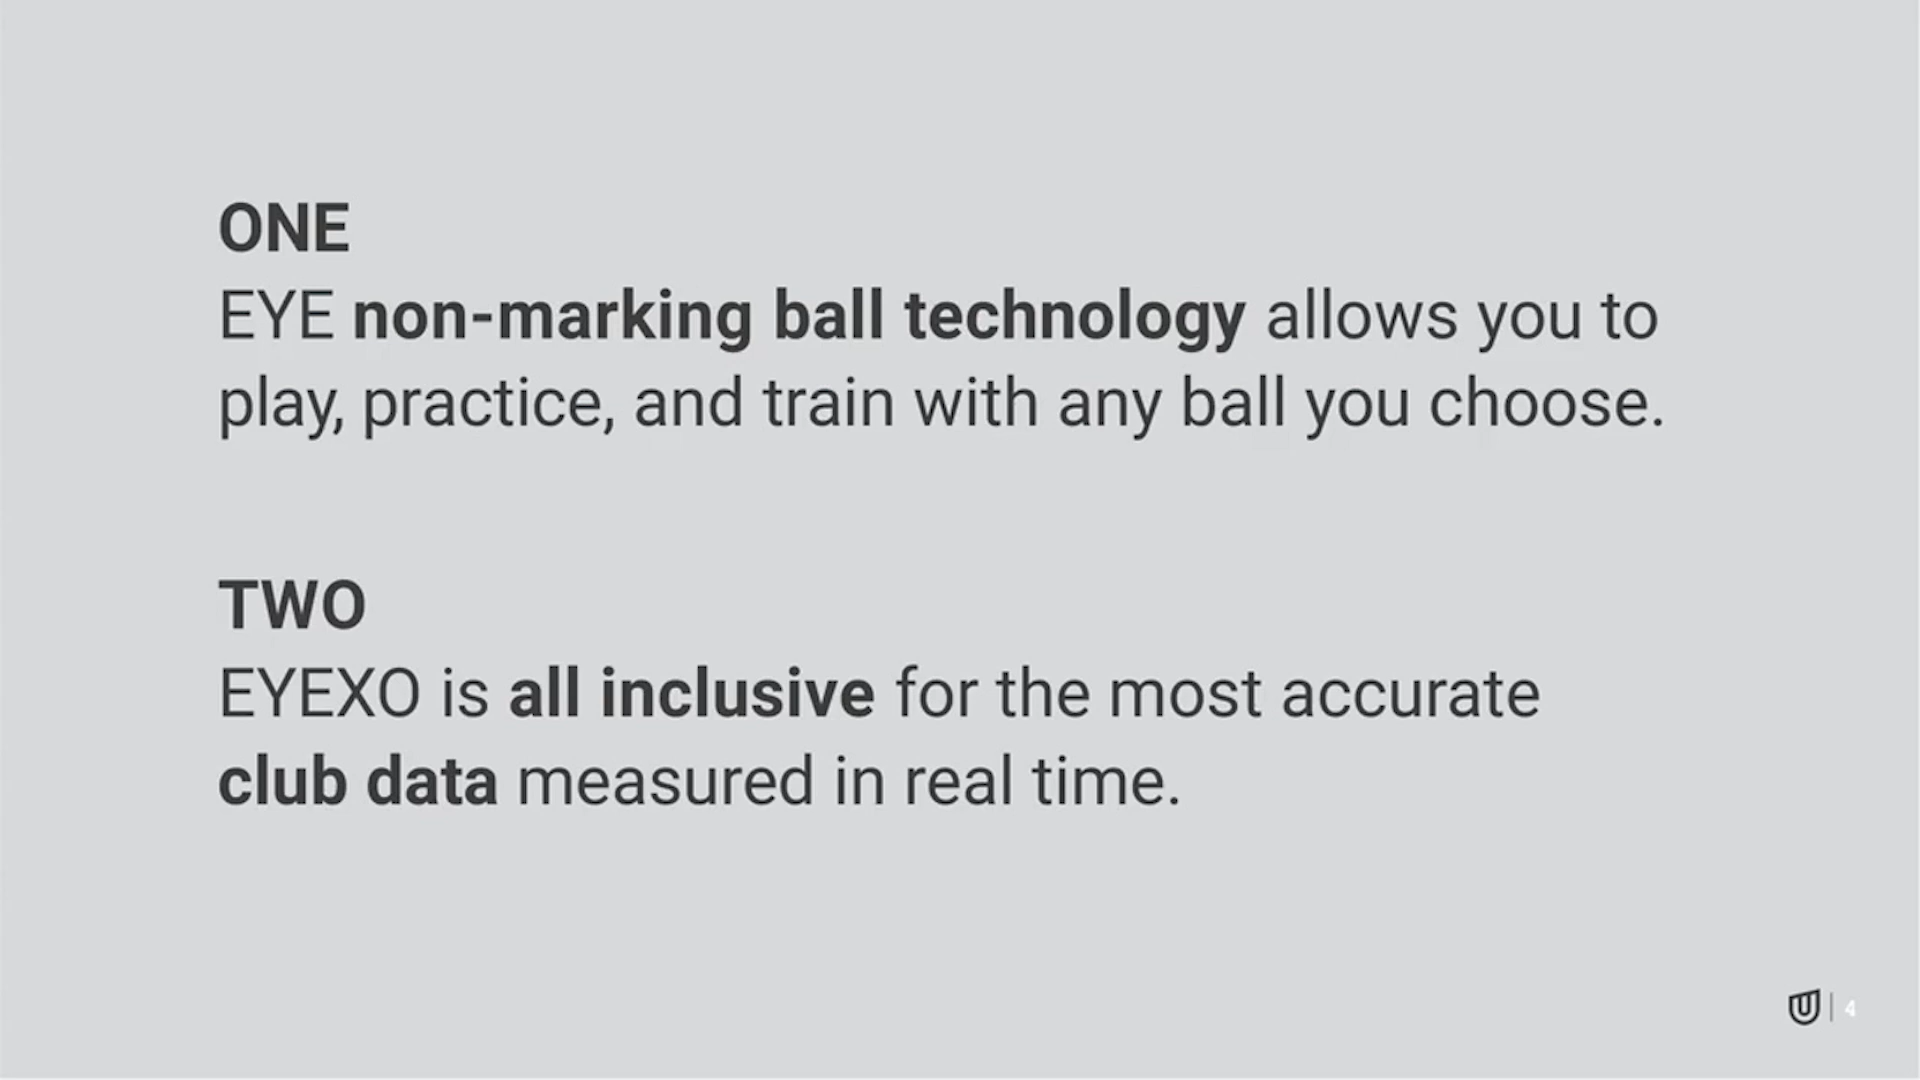 ONE
EYE non-marking ball technology allows you to
play, practice, and train with any ball you choose.
TWO
EYEXO is all inclusive for the most accurate
club data measured in real time.
4